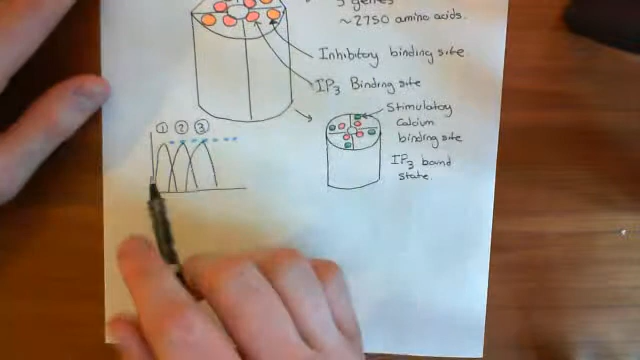 3 genes
~2750 amino acids.
Inhibitory binding site
IP3 Binding site
Stimulatory
Calcium
binding site
IP3 bound
state.
① ② ③